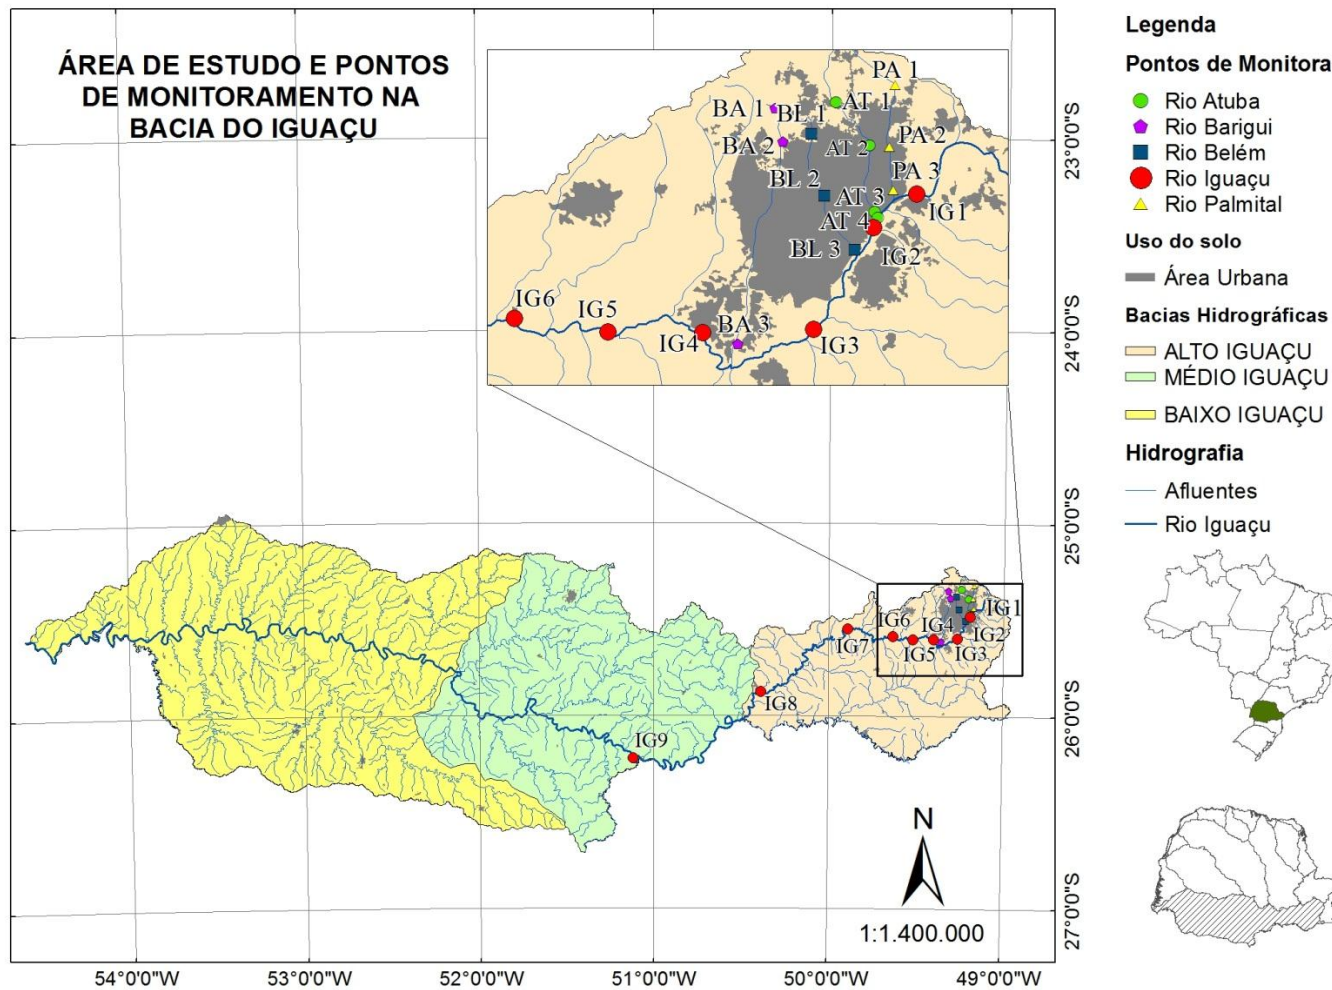 ÁREA DE ESTUDO E PONTOS
DE MONITORAMENTO NA
BACIA DO IGUAÇU
PA 1
BA 1
BL 1
AT 1
BA 2
AT 2
PA 2
BL 2
PA 3
AT 3
IG1
AT 4
BL 3
IG2
IG6
IG5
IG4
BA 3
IG3
23°0'0"S
24°0'0"S
25°0'0"S
26°0'0"S
27°0'0"S
IG1
IG2
IG3
IG4
IG5
IG6
IG7
IG8
IG9
N
1:1.400.000
54°0'0"W
53°0'0"W
52°0'0"W
51°0'0"W
50°0'0"W
49°0'0"W
Legenda
Pontos de Monitora
Rio Atuba
Rio Barigui
Rio Belém
Rio Iguaçu
Rio Palmital
Uso do solo
Área Urbana
Bacias Hidrográficas
ALTO IGUAÇU
MÉDIO IGUAÇU
BAIXO IGUAÇU
Hidrografia
Afluentes
Rio Iguaçu